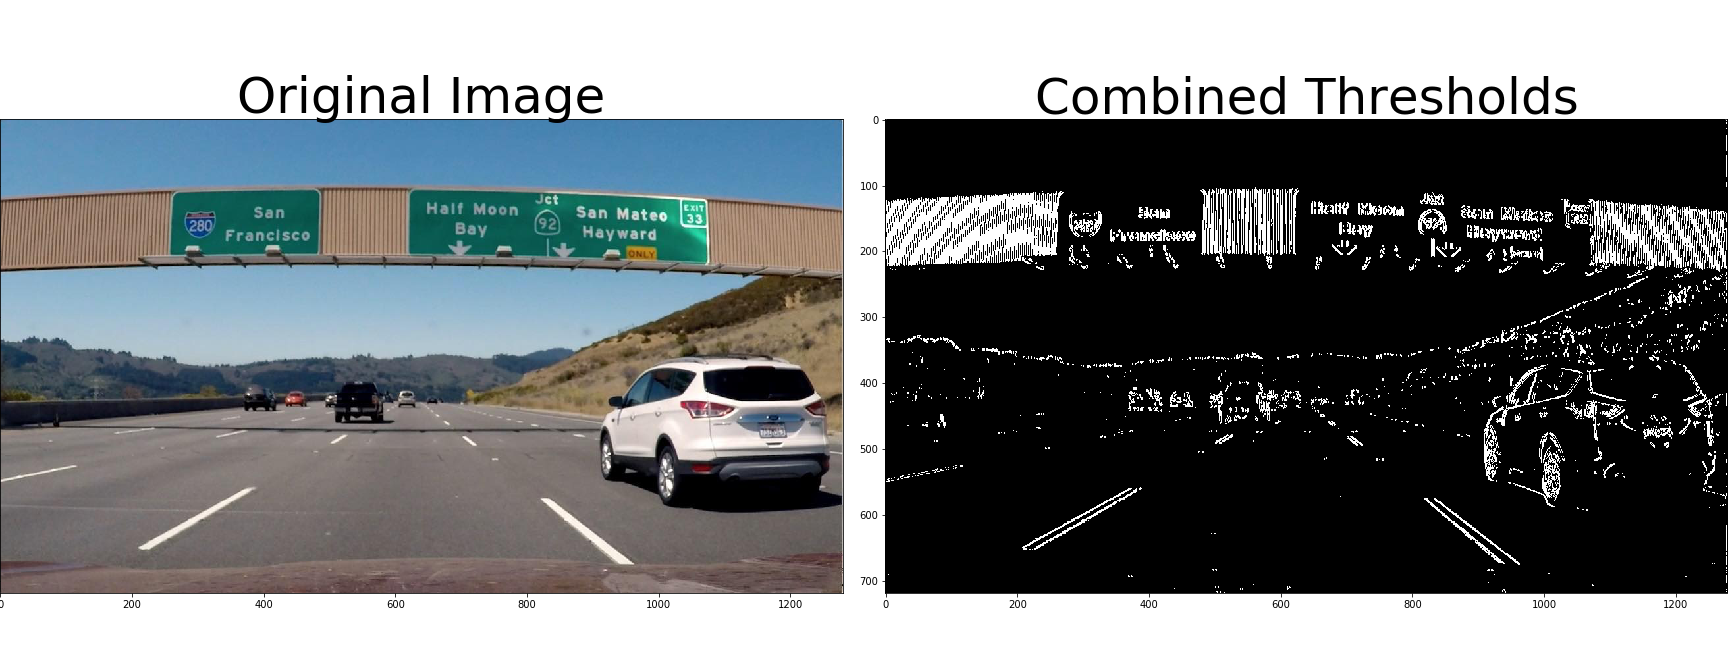 Original Image
Combined Thresholds
Jct
San
280
Francisco
Half Moon
Bay
92
San Mateo
Hayward
EXIT
33
ONLY
0
100
200
300
400
500
600
700
0
200
400
600
800
1000
1200
0
200
400
600
800
1000
1200